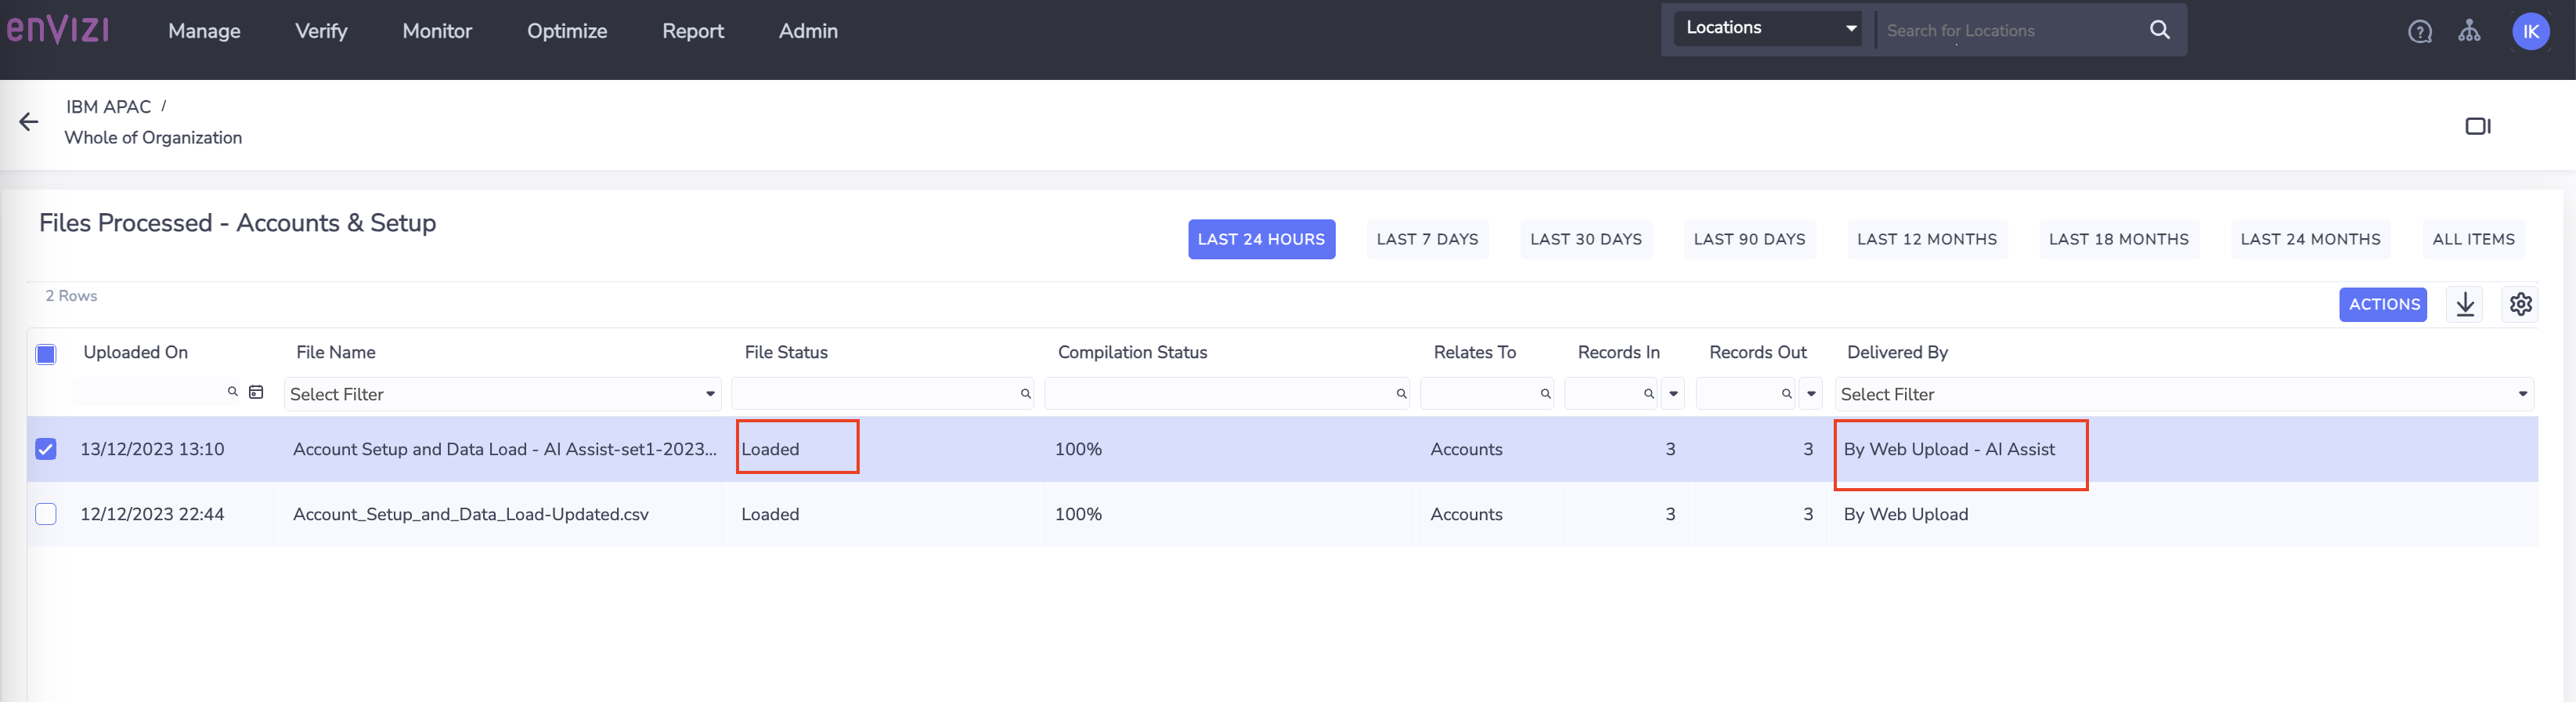 enVizi Manage Verify Monitor Optimize Report Admin Locations Search for Locations IK
IBM APAC /
Whole of Organization
Files Processed - Accounts & Setup
LAST 24 HOURS LAST 7 DAYS LAST 30 DAYS LAST 90 DAYS LAST 12 MONTHS LAST 18 MONTHS LAST 24 MONTHS ALL ITEMS
2 Rows
ACTIONS
Uploaded On File Name File Status Compilation Status Relates To Records In Records Out Delivered By
Select Filter Select Filter
13/12/2023 13:10 Account Setup and Data Load - AI Assist-set1-2023... Loaded 100% Accounts 3 3 By Web Upload - AI Assist
12/12/2023 22:44 Account_Setup_and_Data_Load-Updated.csv Loaded 100% Accounts 3 3 By Web Upload